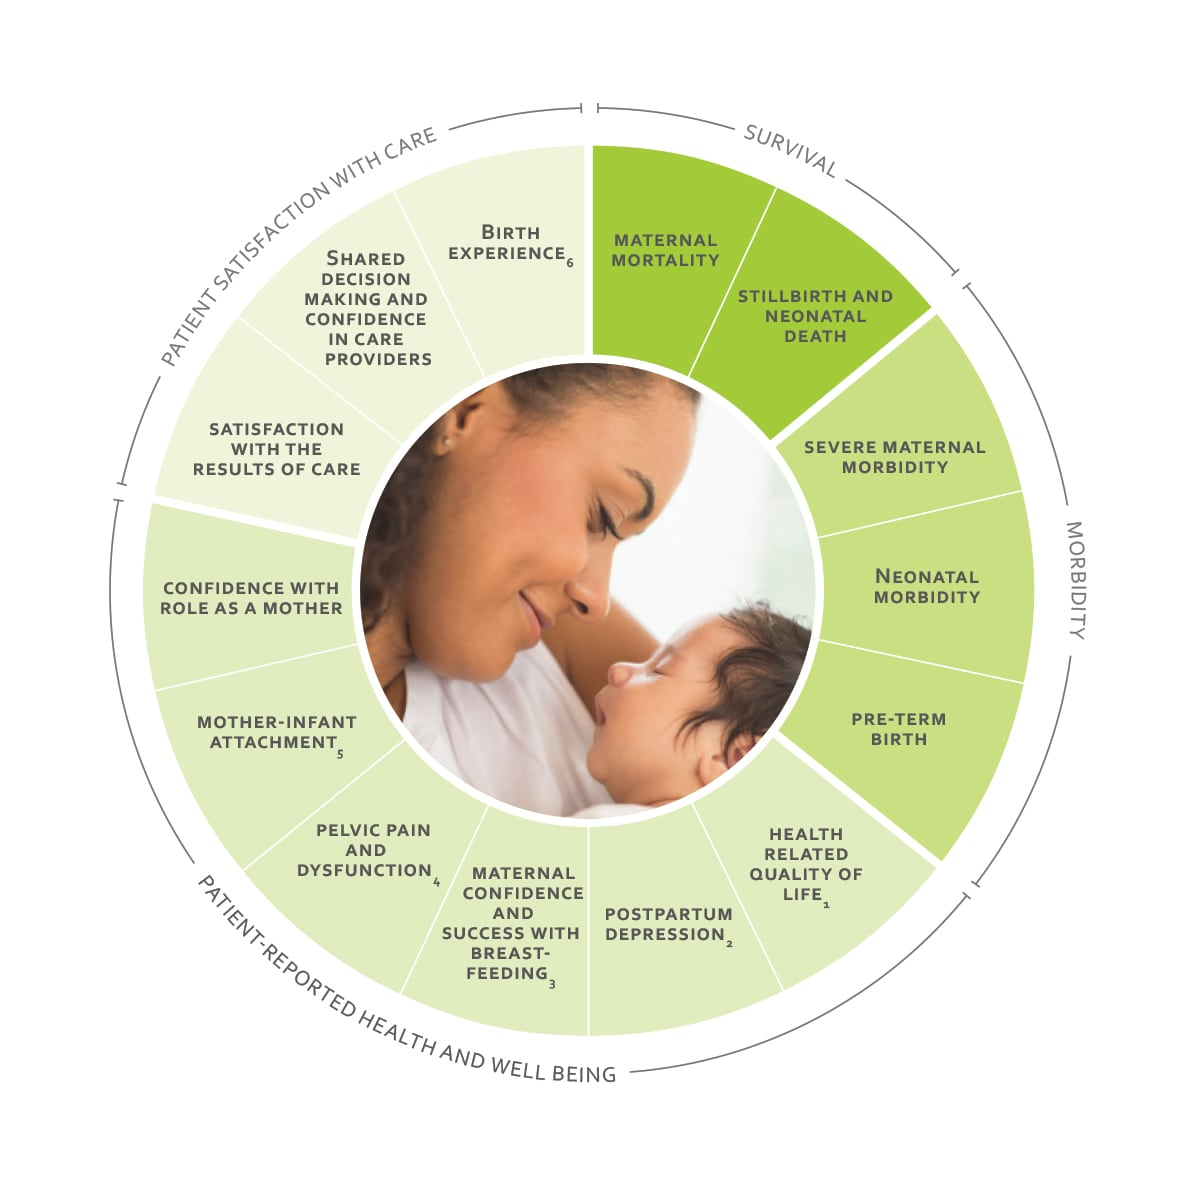 SURVIVAL
MATERNAL
MORTALITY
STILLBIRTH AND
NEONATAL
DEATH
MORBIDITY
SEVERE MATERNAL
MORBIDITY
NEONATAL
MORBIDITY
PRE-TERM
BIRTH
PATIENT-REPORTED HEALTH AND WELL BEING
HEALTH
RELATED
QUALITY OF
LIFE1
POSTPARTUM
DEPRESSION2
MATERNAL
CONFIDENCE
AND
SUCCESS WITH
BREAST-
FEEDING3
PELVIC PAIN
AND
DYSFUNCTION4
MOTHER-INFANT
ATTACHMENT5
CONFIDENCE WITH
ROLE AS A MOTHER
PATIENT SATISFACTION WITH CARE
SATISFACTION
WITH THE
RESULTS OF CARE
SHARED
DECISION
MAKING AND
CONFIDENCE
IN CARE
PROVIDERS
BIRTH
EXPERIENCE6